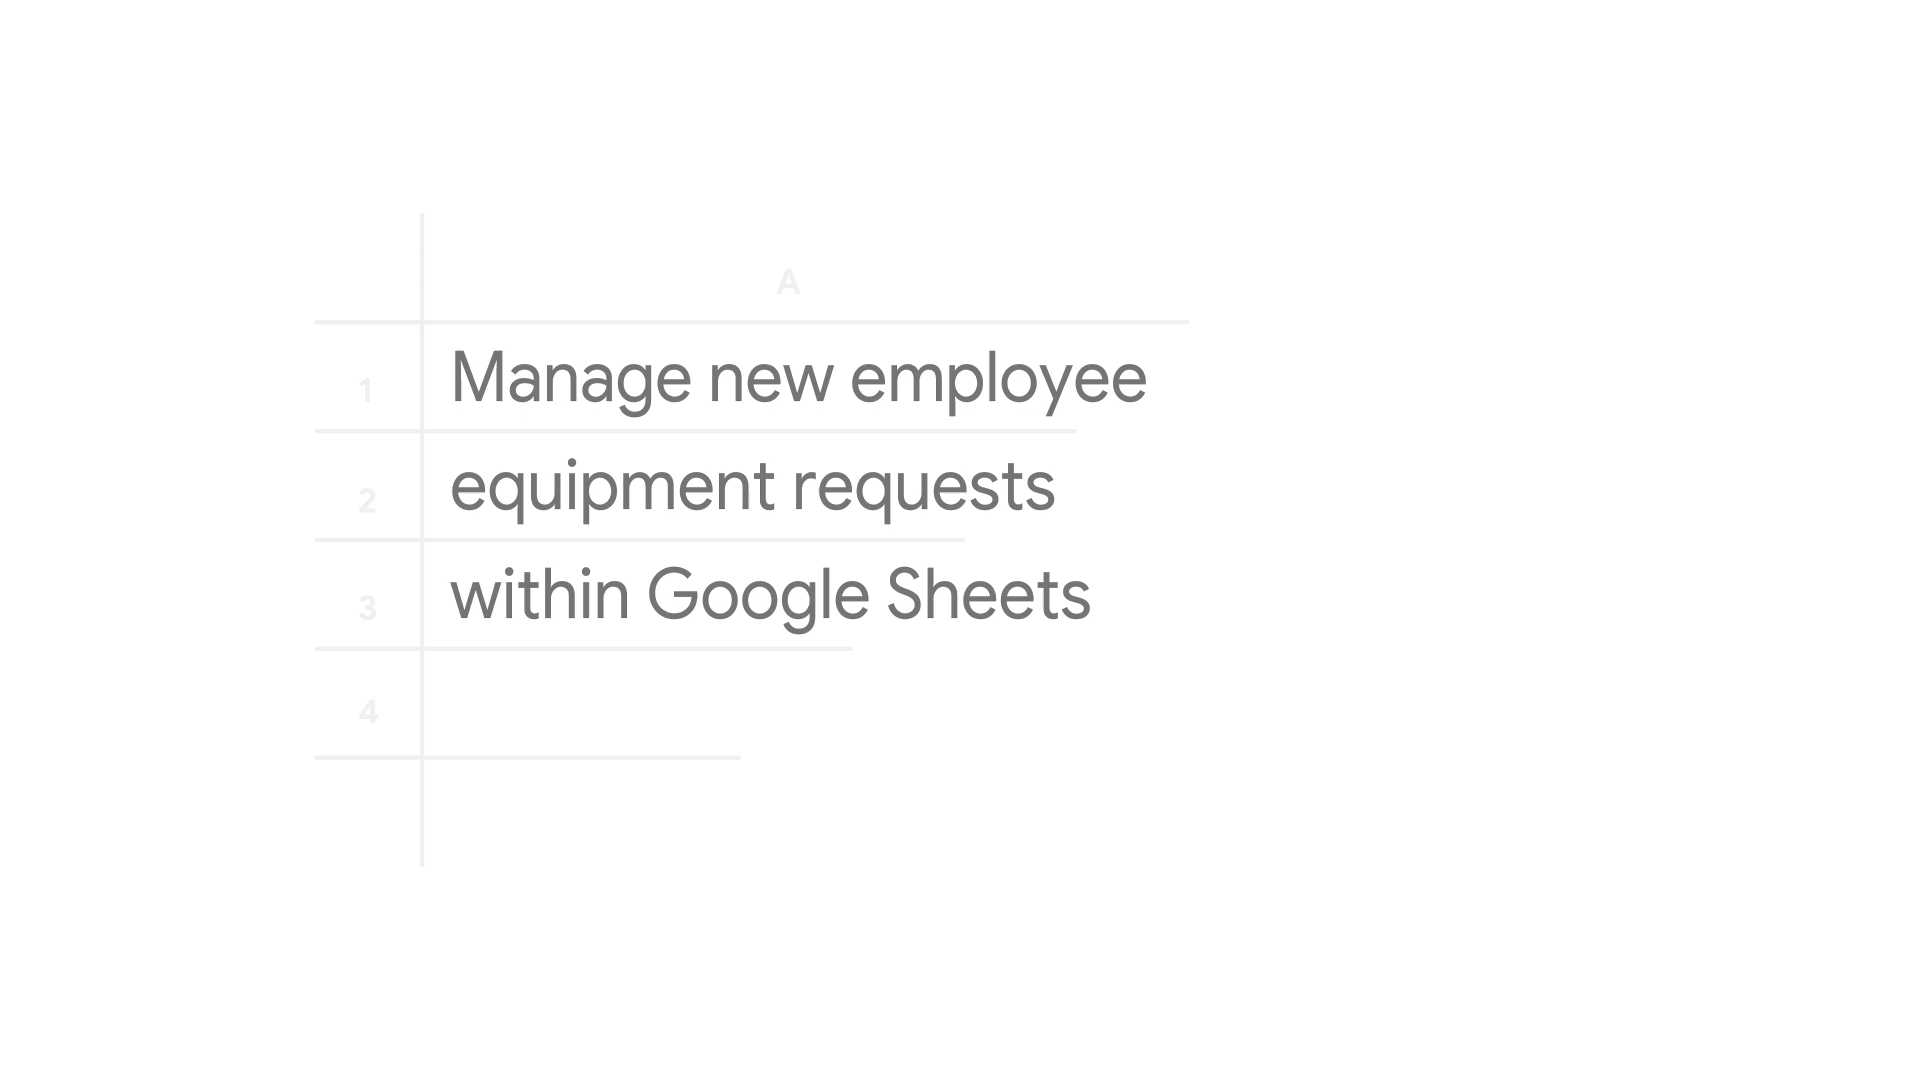 A
1 Manage new employee
2 equipment requests
3 within Google Sheets
4